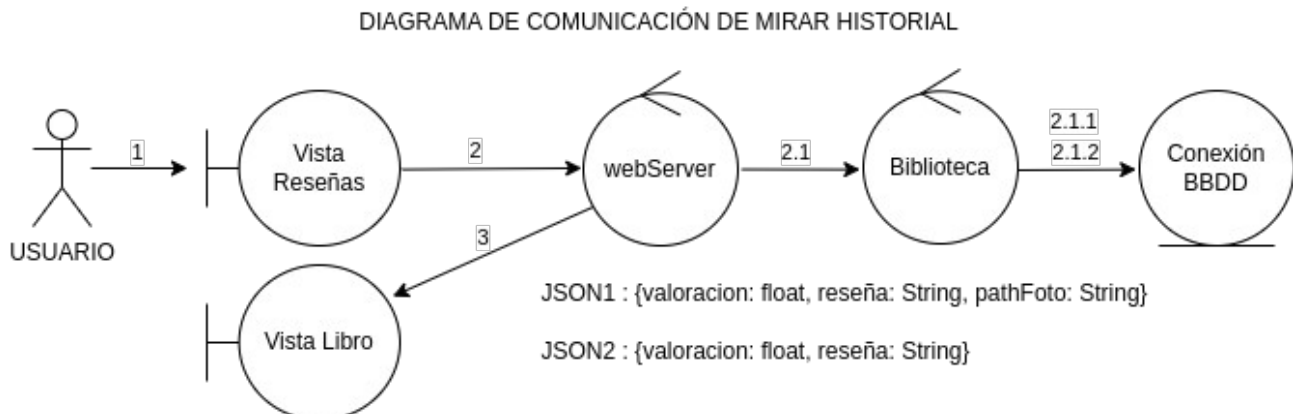 DIAGRAMA DE COMUNICACIÓN DE MIRAR HISTORIAL
USUARIO
1
Vista
Reseñas
2
webServer
2.1
Biblioteca
2.1.1
2.1.2
Conexión
BBDD
3
Vista Libro
JSON1 : {valoracion: float, reseña: String, pathFoto: String}
JSON2 : {valoracion: float, reseña: String}